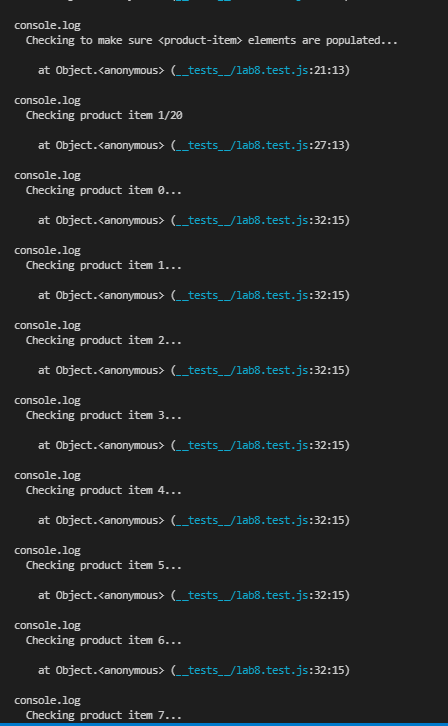 console.log
Checking to make sure <product-item> elements are populated...
at Object.<anonymous> (__tests__/lab8.test.js:21:13)
console.log
Checking product item 1/20
at Object.<anonymous> (__tests__/lab8.test.js:27:13)
console.log
Checking product item 0...
at Object.<anonymous> (__tests__/lab8.test.js:32:15)
console.log
Checking product item 1...
at Object.<anonymous> (__tests__/lab8.test.js:32:15)
console.log
Checking product item 2...
at Object.<anonymous> (__tests__/lab8.test.js:32:15)
console.log
Checking product item 3...
at Object.<anonymous> (__tests__/lab8.test.js:32:15)
console.log
Checking product item 4...
at Object.<anonymous> (__tests__/lab8.test.js:32:15)
console.log
Checking product item 5...
at Object.<anonymous> (__tests__/lab8.test.js:32:15)
console.log
Checking product item 6...
at Object.<anonymous> (__tests__/lab8.test.js:32:15)
console.log
Checking product item 7...